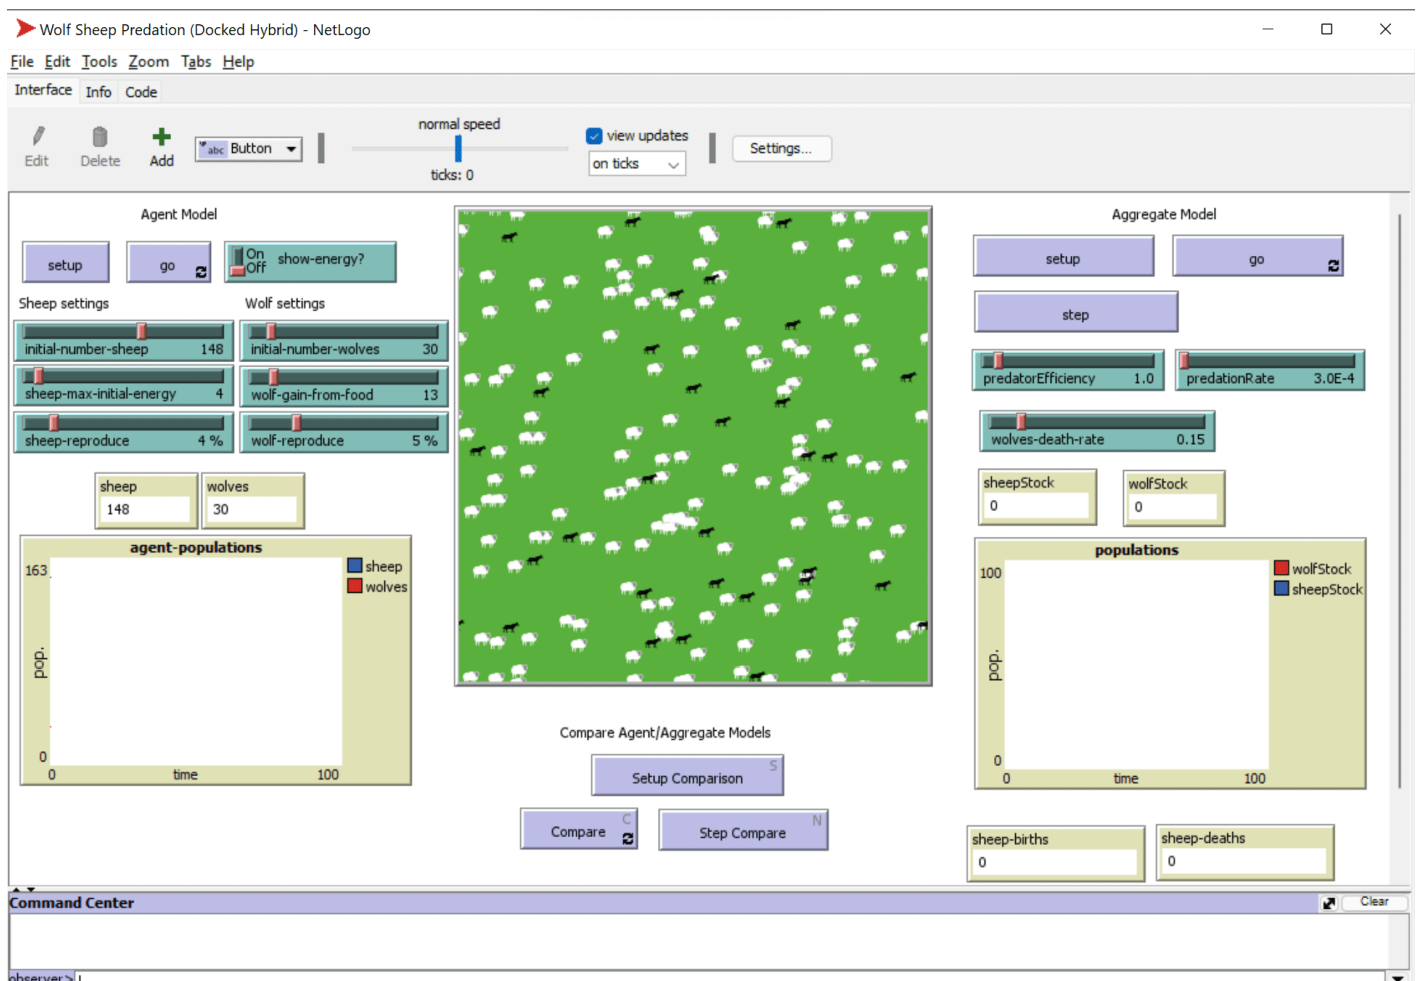 Wolf Sheep Predation (Docked Hybrid) - NetLogo
File Edit Tools Zoom Tabs Help
Interface Info Code
normal speed
view updates
Edit Delete Add abc Button
ticks: 0
on ticks
Settings...
Agent Model
setup
go
On
Off
show-energy?
Sheep settings
Wolf settings
initial-number-sheep 148
initial-number-wolves 30
sheep-max-initial-energy 4
wolf-gain-from-food 13
sheep-reproduce 4 %
wolf-reproduce 5 %
sheep
148
wolves
30
agent-populations
163
pop.
0
0 time 100
sheep
wolves
Compare Agent/Aggregate Models
Setup Comparison S
Compare C
Step Compare N
Aggregate Model
setup
go
step
predatorEfficiency 1.0
predationRate 3.0E-4
wolves-death-rate 0.15
sheepStock
0
wolfStock
0
populations
100
pop.
0
0 time 100
wolfStock
sheepStock
sheep-births
0
sheep-deaths
0
Command Center
Clear
observer>